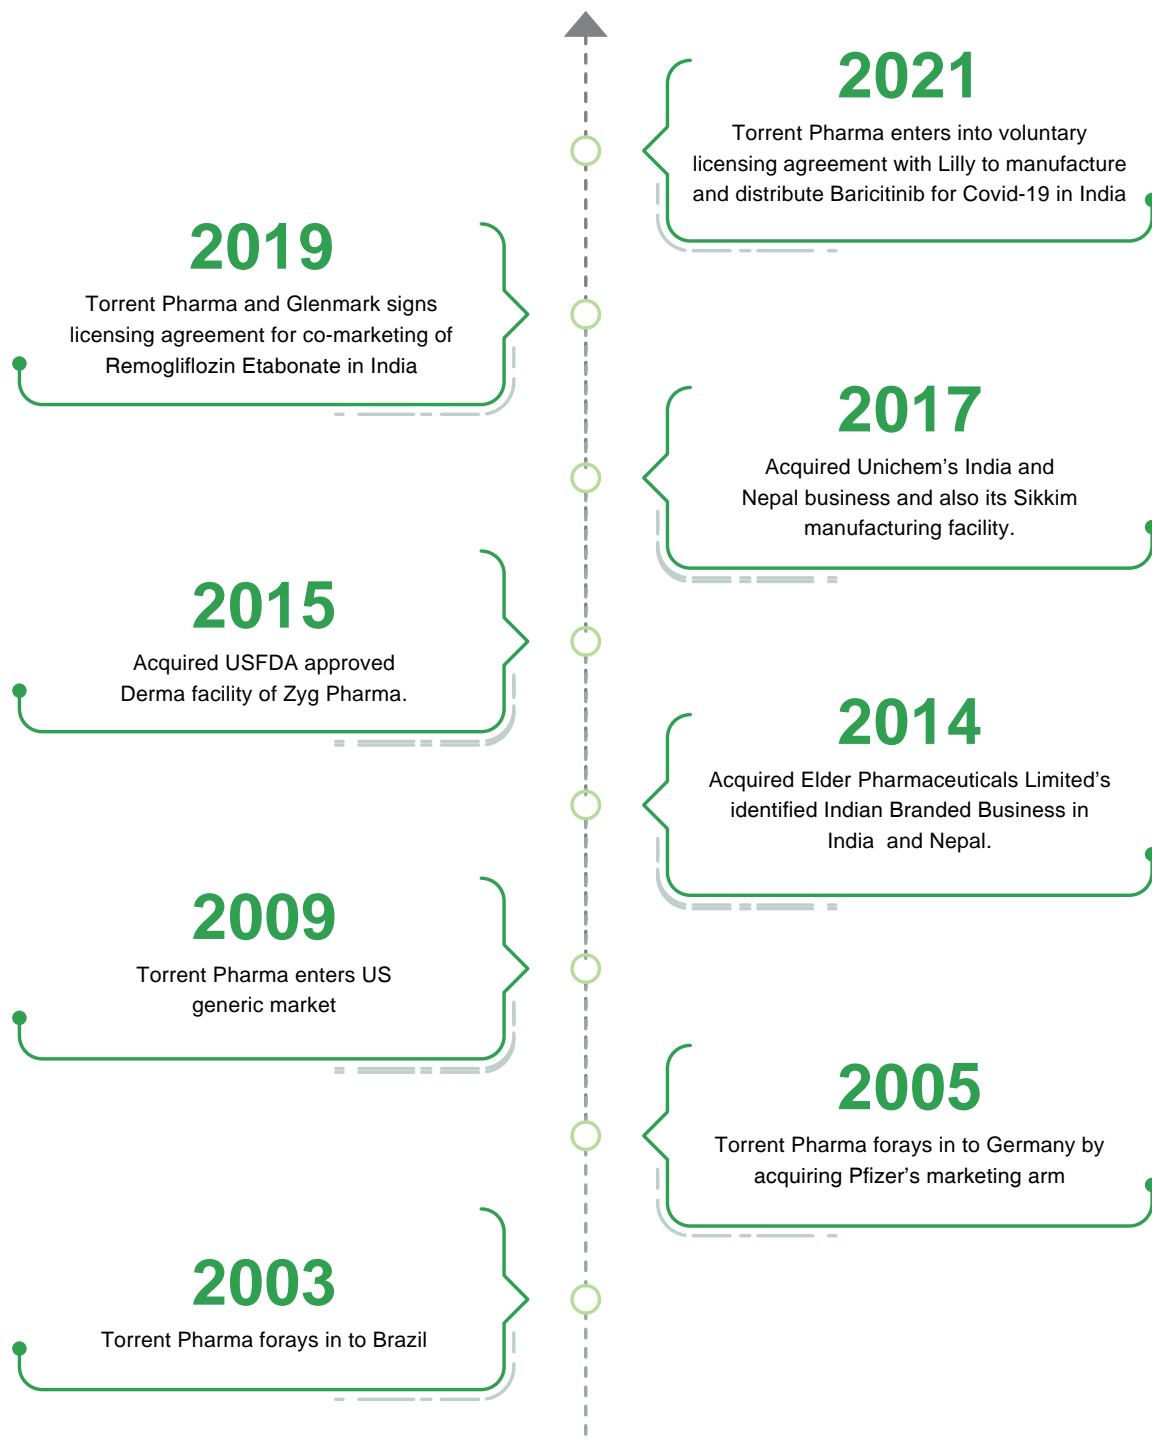 2021
Torrent Pharma enters into voluntary
licensing agreement with Lilly to manufacture
and distribute Baricitinib for Covid-19 in India
2019
Torrent Pharma and Glenmark signs
licensing agreement for co-marketing of
Remogliflozin Etabonate in India
2017
Acquired Unichem’s India and
Nepal business and also its Sikkim
manufacturing facility.
2015
Acquired USFDA approved
Derma facility of Zyg Pharma.
2014
Acquired Elder Pharmaceuticals Limited’s
identified Indian Branded Business in
India  and Nepal.
2009
Torrent Pharma enters US
generic market
2005
Torrent Pharma forays in to Germany by
acquiring Pfizer’s marketing arm
2003
Torrent Pharma forays in to Brazil